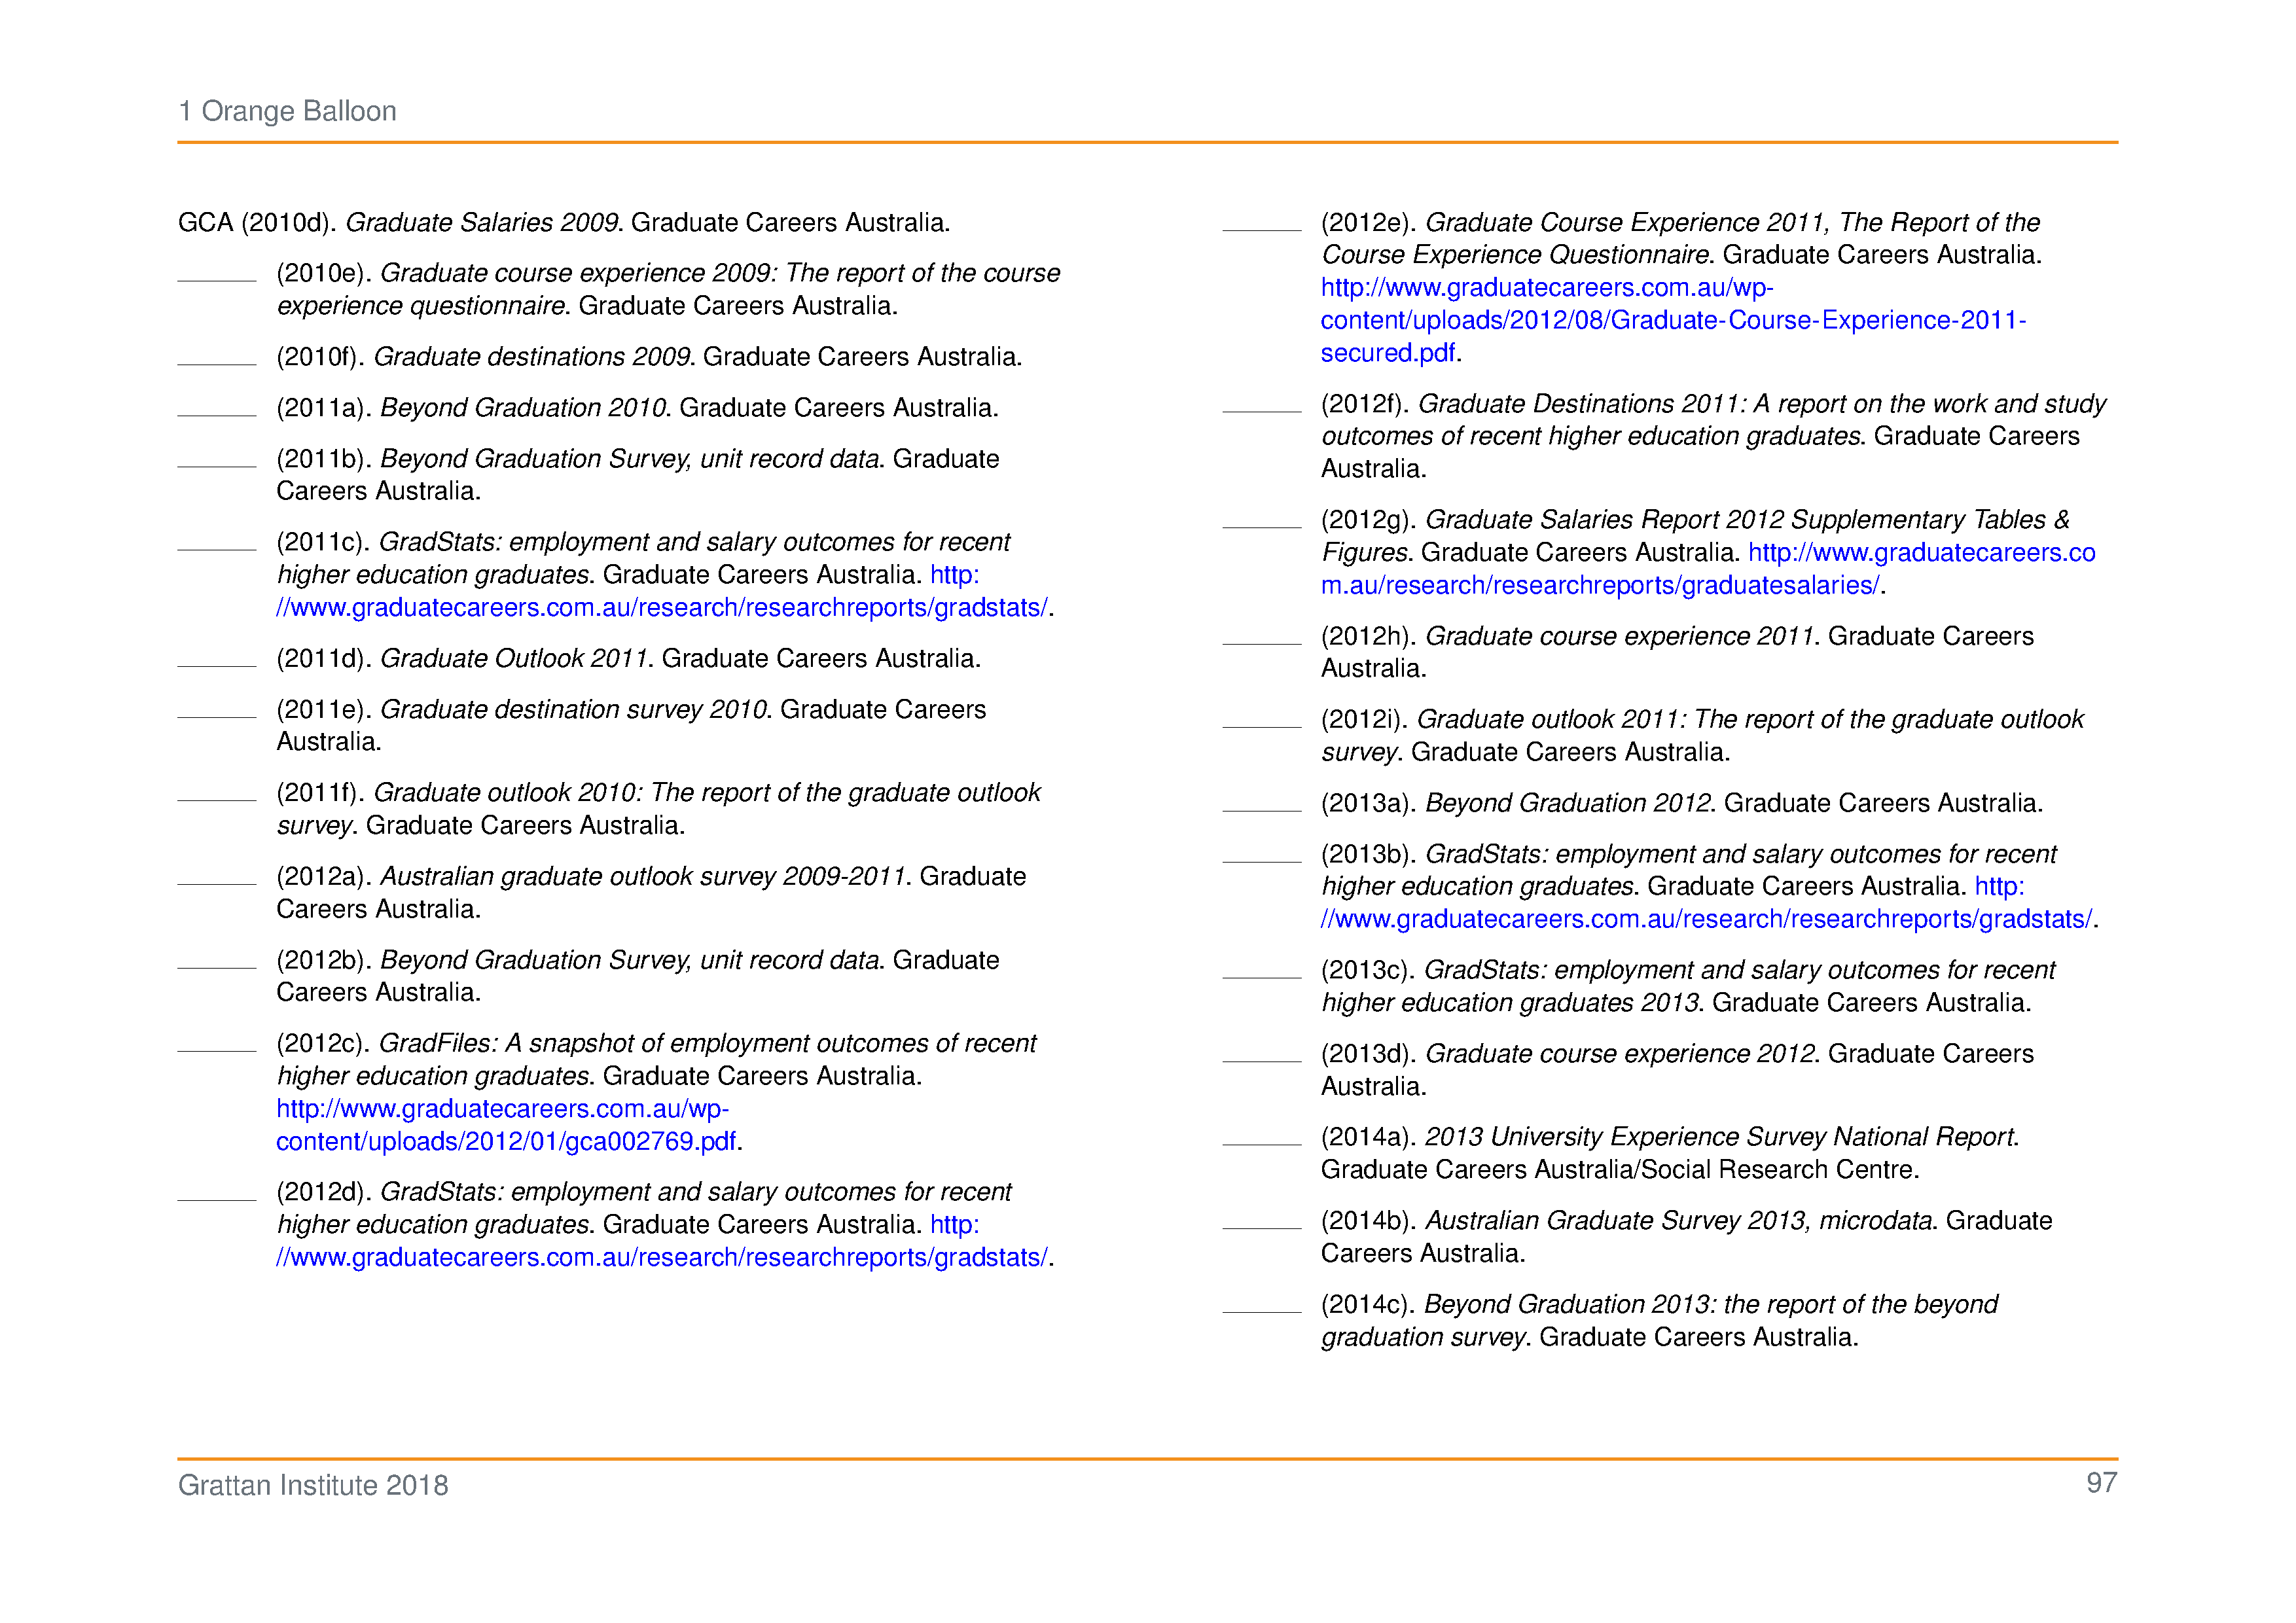 1 Orange Balloon
GCA (2010d). Graduate Salaries 2009. Graduate Careers Australia.
(2010e). Graduate course experience 2009: The report of the course
experience questionnaire. Graduate Careers Australia.
(2010f). Graduate destinations 2009. Graduate Careers Australia.
(2011a). Beyond Graduation 2010. Graduate Careers Australia.
(2011b). Beyond Graduation Survey, unit record data. Graduate
Careers Australia.
(2011c). GradStats: employment and salary outcomes for recent
higher education graduates. Graduate Careers Australia. http:
//www.graduatecareers.com.au/research/researchreports/gradstats/.
(2011d). Graduate Outlook 2011. Graduate Careers Australia.
(2011e). Graduate destination survey 2010. Graduate Careers
Australia.
(2011f). Graduate outlook 2010: The report of the graduate outlook
survey. Graduate Careers Australia.
(2012a). Australian graduate outlook survey 2009-2011. Graduate
Careers Australia.
(2012b). Beyond Graduation Survey, unit record data. Graduate
Careers Australia.
(2012c). GradFiles: A snapshot of employment outcomes of recent
higher education graduates. Graduate Careers Australia.
http://www.graduatecareers.com.au/wp-
content/uploads/2012/01/gca002769.pdf.
(2012d). GradStats: employment and salary outcomes for recent
higher education graduates. Graduate Careers Australia. http:
//www.graduatecareers.com.au/research/researchreports/gradstats/.
(2012e). Graduate Course Experience 2011, The Report of the
Course Experience Questionnaire. Graduate Careers Australia.
http://www.graduatecareers.com.au/wp-
content/uploads/2012/08/Graduate-Course-Experience-2011-
secured.pdf.
(2012f). Graduate Destinations 2011: A report on the work and study
outcomes of recent higher education graduates. Graduate Careers
Australia.
(2012g). Graduate Salaries Report 2012 Supplementary Tables &
Figures. Graduate Careers Australia. http://www.graduatecareers.co
m.au/research/researchreports/graduatesalaries/.
(2012h). Graduate course experience 2011. Graduate Careers
Australia.
(2012i). Graduate outlook 2011: The report of the graduate outlook
survey. Graduate Careers Australia.
(2013a). Beyond Graduation 2012. Graduate Careers Australia.
(2013b). GradStats: employment and salary outcomes for recent
higher education graduates. Graduate Careers Australia. http:
//www.graduatecareers.com.au/research/researchreports/gradstats/.
(2013c). GradStats: employment and salary outcomes for recent
higher education graduates 2013. Graduate Careers Australia.
(2013d). Graduate course experience 2012. Graduate Careers
Australia.
(2014a). 2013 University Experience Survey National Report.
Graduate Careers Australia/Social Research Centre.
(2014b). Australian Graduate Survey 2013, microdata. Graduate
Careers Australia.
(2014c). Beyond Graduation 2013: the report of the beyond
graduation survey. Graduate Careers Australia.
Grattan Institute 2018
97